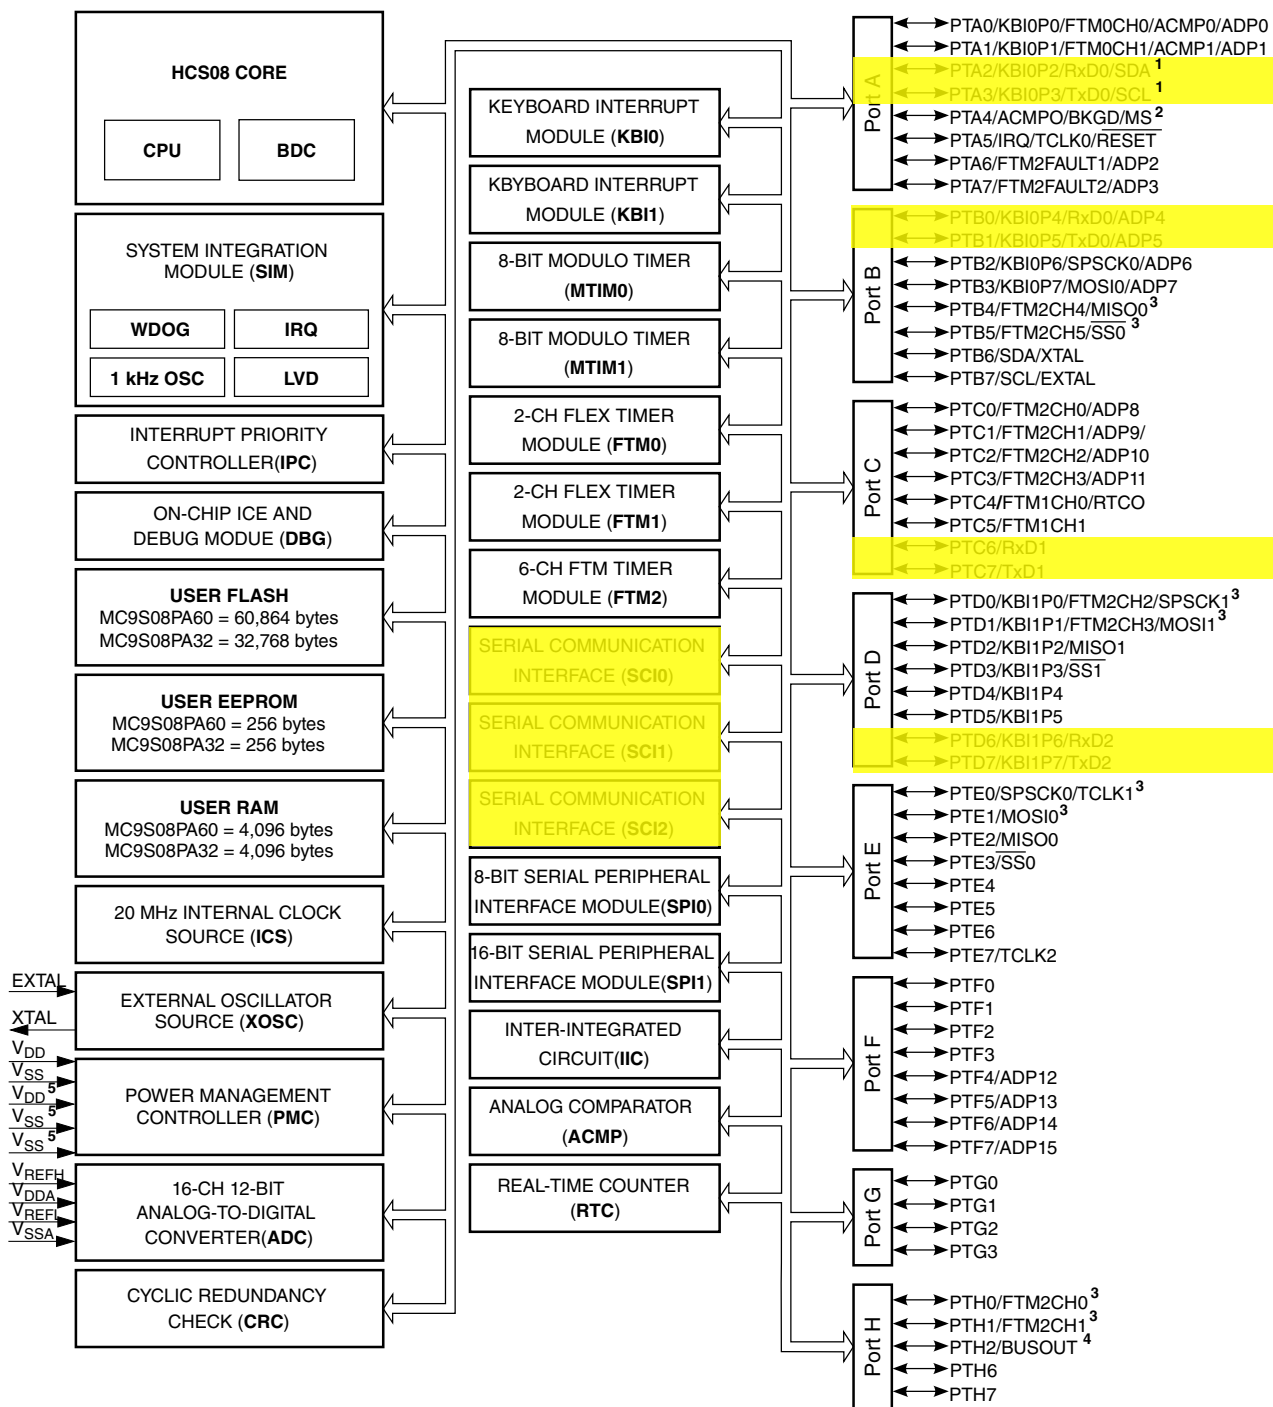 HCS08 CORE
CPU
BDC
SYSTEM INTEGRATION
MODULE (SIM)
WDOG
IRQ
1 kHz OSC
LVD
INTERRUPT PRIORITY
CONTROLLER(IPC)
ON-CHIP ICE AND
DEBUG MODUE (DBG)
USER FLASH
MC9S08PA60 = 60,864 bytes
MC9S08PA32 = 32,768 bytes
USER EEPROM
MC9S08PA60 = 256 bytes
MC9S08PA32 = 256 bytes
USER RAM
MC9S08PA60 = 4,096 bytes
MC9S08PA32 = 4,096 bytes
20 MHz INTERNAL CLOCK
SOURCE (ICS)
EXTAL
XTAL
EXTERNAL OSCILLATOR
SOURCE (XOSC)
VDD
VSS
VDD 5
VSS 5
VSS 5
POWER MANAGEMENT
CONTROLLER (PMC)
VREFH
VDDA
VREFL
VSSA
16-CH 12-BIT
ANALOG-TO-DIGITAL
CONVERTER(ADC)
CYCLIC REDUNDANCY
CHECK (CRC)
KEYBOARD INTERRUPT
MODULE (KBI0)
KBYBOARD INTERRUPT
MODULE (KBI1)
8-BIT MODULO TIMER
(MTIM0)
8-BIT MODULO TIMER
(MTIM1)
2-CH FLEX TIMER
MODULE (FTM0)
2-CH FLEX TIMER
MODULE (FTM1)
6-CH FTM TIMER
MODULE (FTM2)
SERIAL COMMUNICATION
INTERFACE (SCI0)
SERIAL COMMUNICATION
INTERFACE (SCI1)
SERIAL COMMUNICATION
INTERFACE (SCI2)
8-BIT SERIAL PERIPHERAL
INTERFACE MODULE(SPI0)
16-BIT SERIAL PERIPHERAL
INTERFACE MODULE(SPI1)
INTER-INTEGRATED
CIRCUIT(IIC)
ANALOG COMPARATOR
(ACMP)
REAL-TIME COUNTER
(RTC)
Port A
PTA0/KBI0P0/FTM0CH0/ACMP0/ADP0
PTA1/KBI0P1/FTM0CH1/ACMP1/ADP1
PTA2/KBI0P2/RxD0/SDA 1
PTA3/KBI0P3/TxD0/SCL 1
PTA4/ACMPO/BKGD/MS 2
PTA5/IRQ/TCLK0/RESET
PTA6/FTM2FAULT1/ADP2
PTA7/FTM2FAULT2/ADP3
Port B
PTB0/KBI0P4/RxD0/ADP4
PTB1/KBI0P5/TxD0/ADP5
PTB2/KBI0P6/SPSCK0/ADP6
PTB3/KBI0P7/MOSI0/ADP7
PTB4/FTM2CH4/MISO0 3
PTB5/FTM2CH5/SS0 3
PTB6/SDA/XTAL
PTB7/SCL/EXTAL
Port C
PTC0/FTM2CH0/ADP8
PTC1/FTM2CH1/ADP9/
PTC2/FTM2CH2/ADP10
PTC3/FTM2CH3/ADP11
PTC4/FTM1CH0/RTCO
PTC5/FTM1CH1
PTC6/RxD1
PTC7/TxD1
Port D
PTD0/KBI1P0/FTM2CH2/SPSCK1 3
PTD1/KBI1P1/FTM2CH3/MOSI1 3
PTD2/KBI1P2/MISO1
PTD3/KBI1P3/SS1
PTD4/KBI1P4
PTD5/KBI1P5
PTD6/KBI1P6/RxD2
PTD7/KBI1P7/TxD2
Port E
PTE0/SPSCK0/TCLK1 3
PTE1/MOSI0 3
PTE2/MISO0
PTE3/SS0
PTE4
PTE5
PTE6
PTE7/TCLK2
Port F
PTF0
PTF1
PTF2
PTF3
PTF4/ADP12
PTF5/ADP13
PTF6/ADP14
PTF7/ADP15
Port G
PTG0
PTG1
PTG2
PTG3
Port H
PTH0/FTM2CH0 3
PTH1/FTM2CH1 3
PTH2/BUSOUT 4
PTH6
PTH7